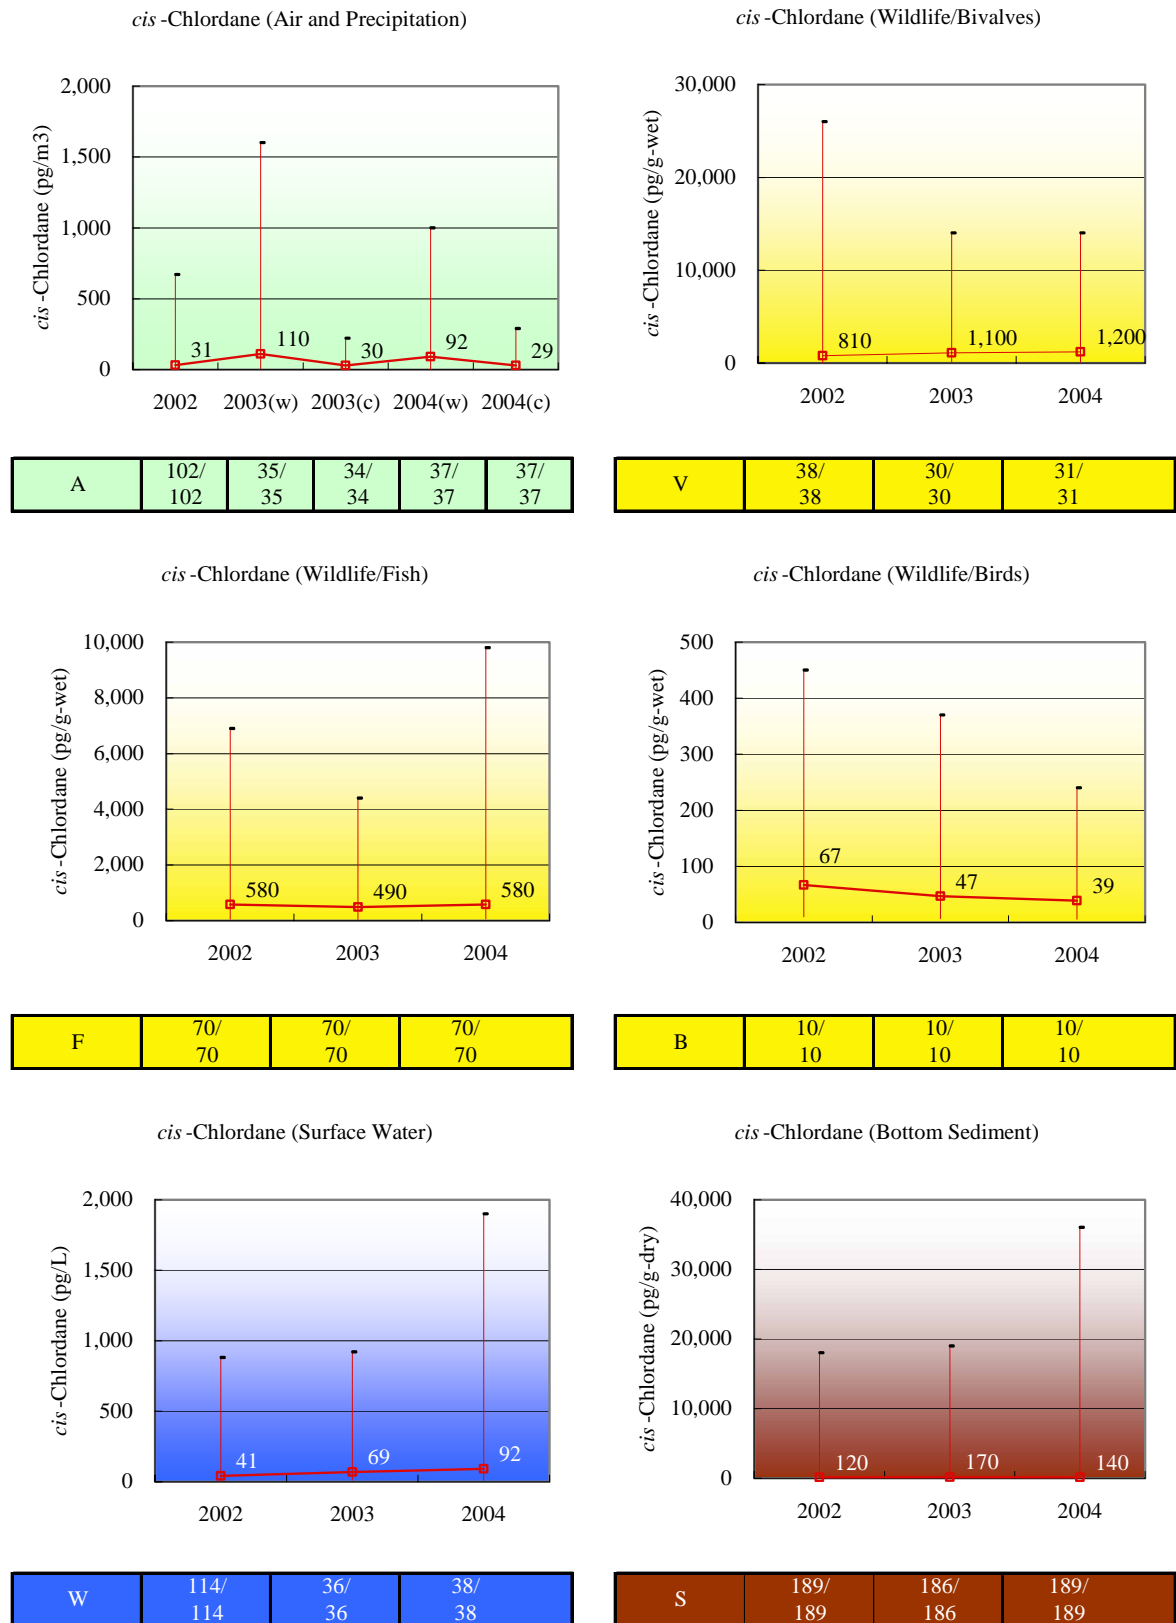 cis -Chlordane (Air and Precipitation)
cis -Chlordane (pg/m3)
2,000
1,500
1,000
500
0
31
110
30
92
29
2002 2003(w) 2003(c) 2004(w) 2004(c)
A 102/ 35/ 34/ 37/ 37/
102 35 34 37 37
cis -Chlordane (Wildlife/Bivalves)
cis -Chlordane (pg/g-wet)
30,000
20,000
10,000
0
810
1,100
1,200
2002 2003 2004
V 38/ 30/ 31/
38 30 31
cis -Chlordane (Wildlife/Fish)
cis -Chlordane (pg/g-wet)
10,000
8,000
6,000
4,000
2,000
0
580
490
580
2002 2003 2004
F 70/ 70/ 70/
70 70 70
cis -Chlordane (Wildlife/Birds)
cis -Chlordane (pg/g-wet)
500
400
300
200
100
0
67
47
39
2002 2003 2004
B 10/ 10/ 10/
10 10 10
cis -Chlordane (Surface Water)
cis -Chlordane (pg/L)
2,000
1,500
1,000
500
0
41
69
92
2002 2003 2004
W 114/ 36/ 38/
114 36 38
cis -Chlordane (Bottom Sediment)
cis -Chlordane (pg/g-dry)
40,000
30,000
20,000
10,000
0
120
170
140
2002 2003 2004
S 189/ 186/ 189/
189 186 189